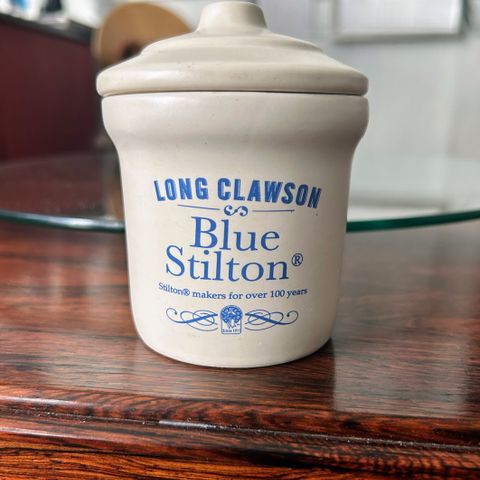 LONG CLAWSON
Blue
Stilton®
Stilton® makers for over 100 years